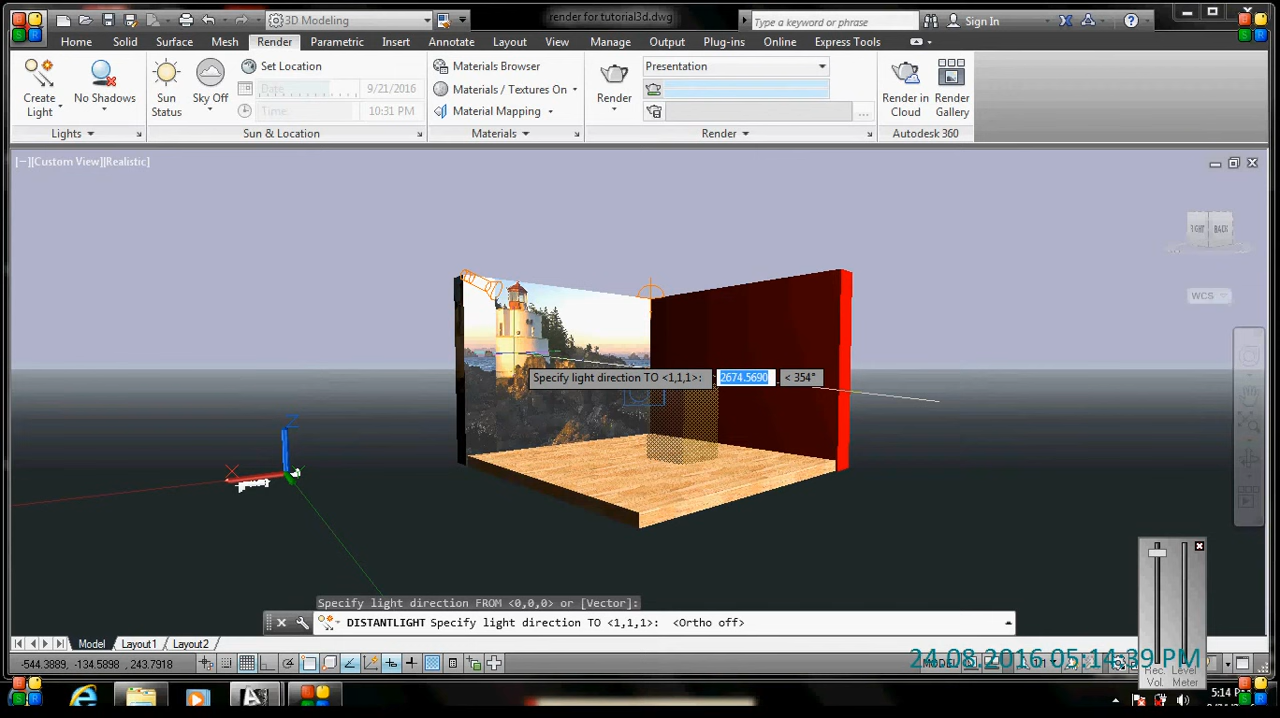 3D Modeling
render for tutorial3d.dwg
Type a keyword or phrase
Sign In
Home Solid Surface Mesh Render Parametric Insert Annotate Layout View Manage Output Plug-ins Online Express Tools
Create Light
No Shadows
Sun Status
Sky Off
Set Location
Date 9/21/2016
Time 10:31 PM
Materials Browser
Materials / Textures On
Material Mapping
Render
Presentation
Render in Cloud
Render Gallery
Lights
Sun & Location
Materials
Render
Autodesk 360
[−][Custom View][Realistic]
BACK
WCS
Specify light direction TO <1,1,1>: 2674.5690 < 354°
Z
Specify light direction FROM <0,0,0> or [Vector]:
DISTANTLIGHT Specify light direction TO <1,1,1>: <Ortho off>
Model Layout1 Layout2
-544.3889, -134.5898, 243.7918
MODEL
24.08.2016 05:14:39 PM
Rec. Vol.
Level Meter
5:14 PM